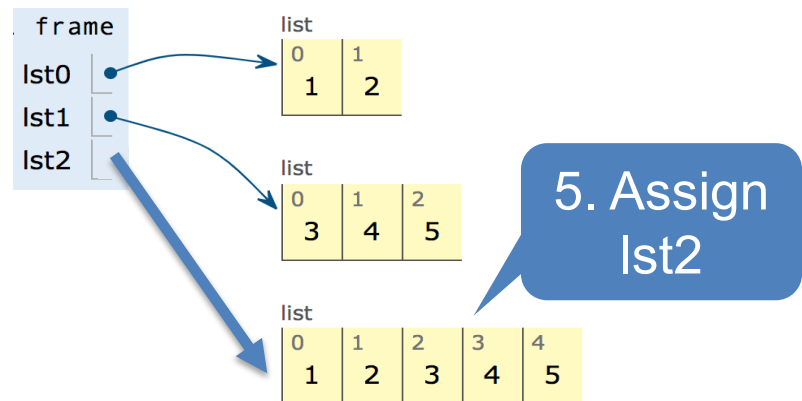 frame
lst0
lst1
lst2
list
0 1
1 2
list
0 1 2
3 4 5
5. Assign
lst2
list
0 1 2 3 4
1 2 3 4 5